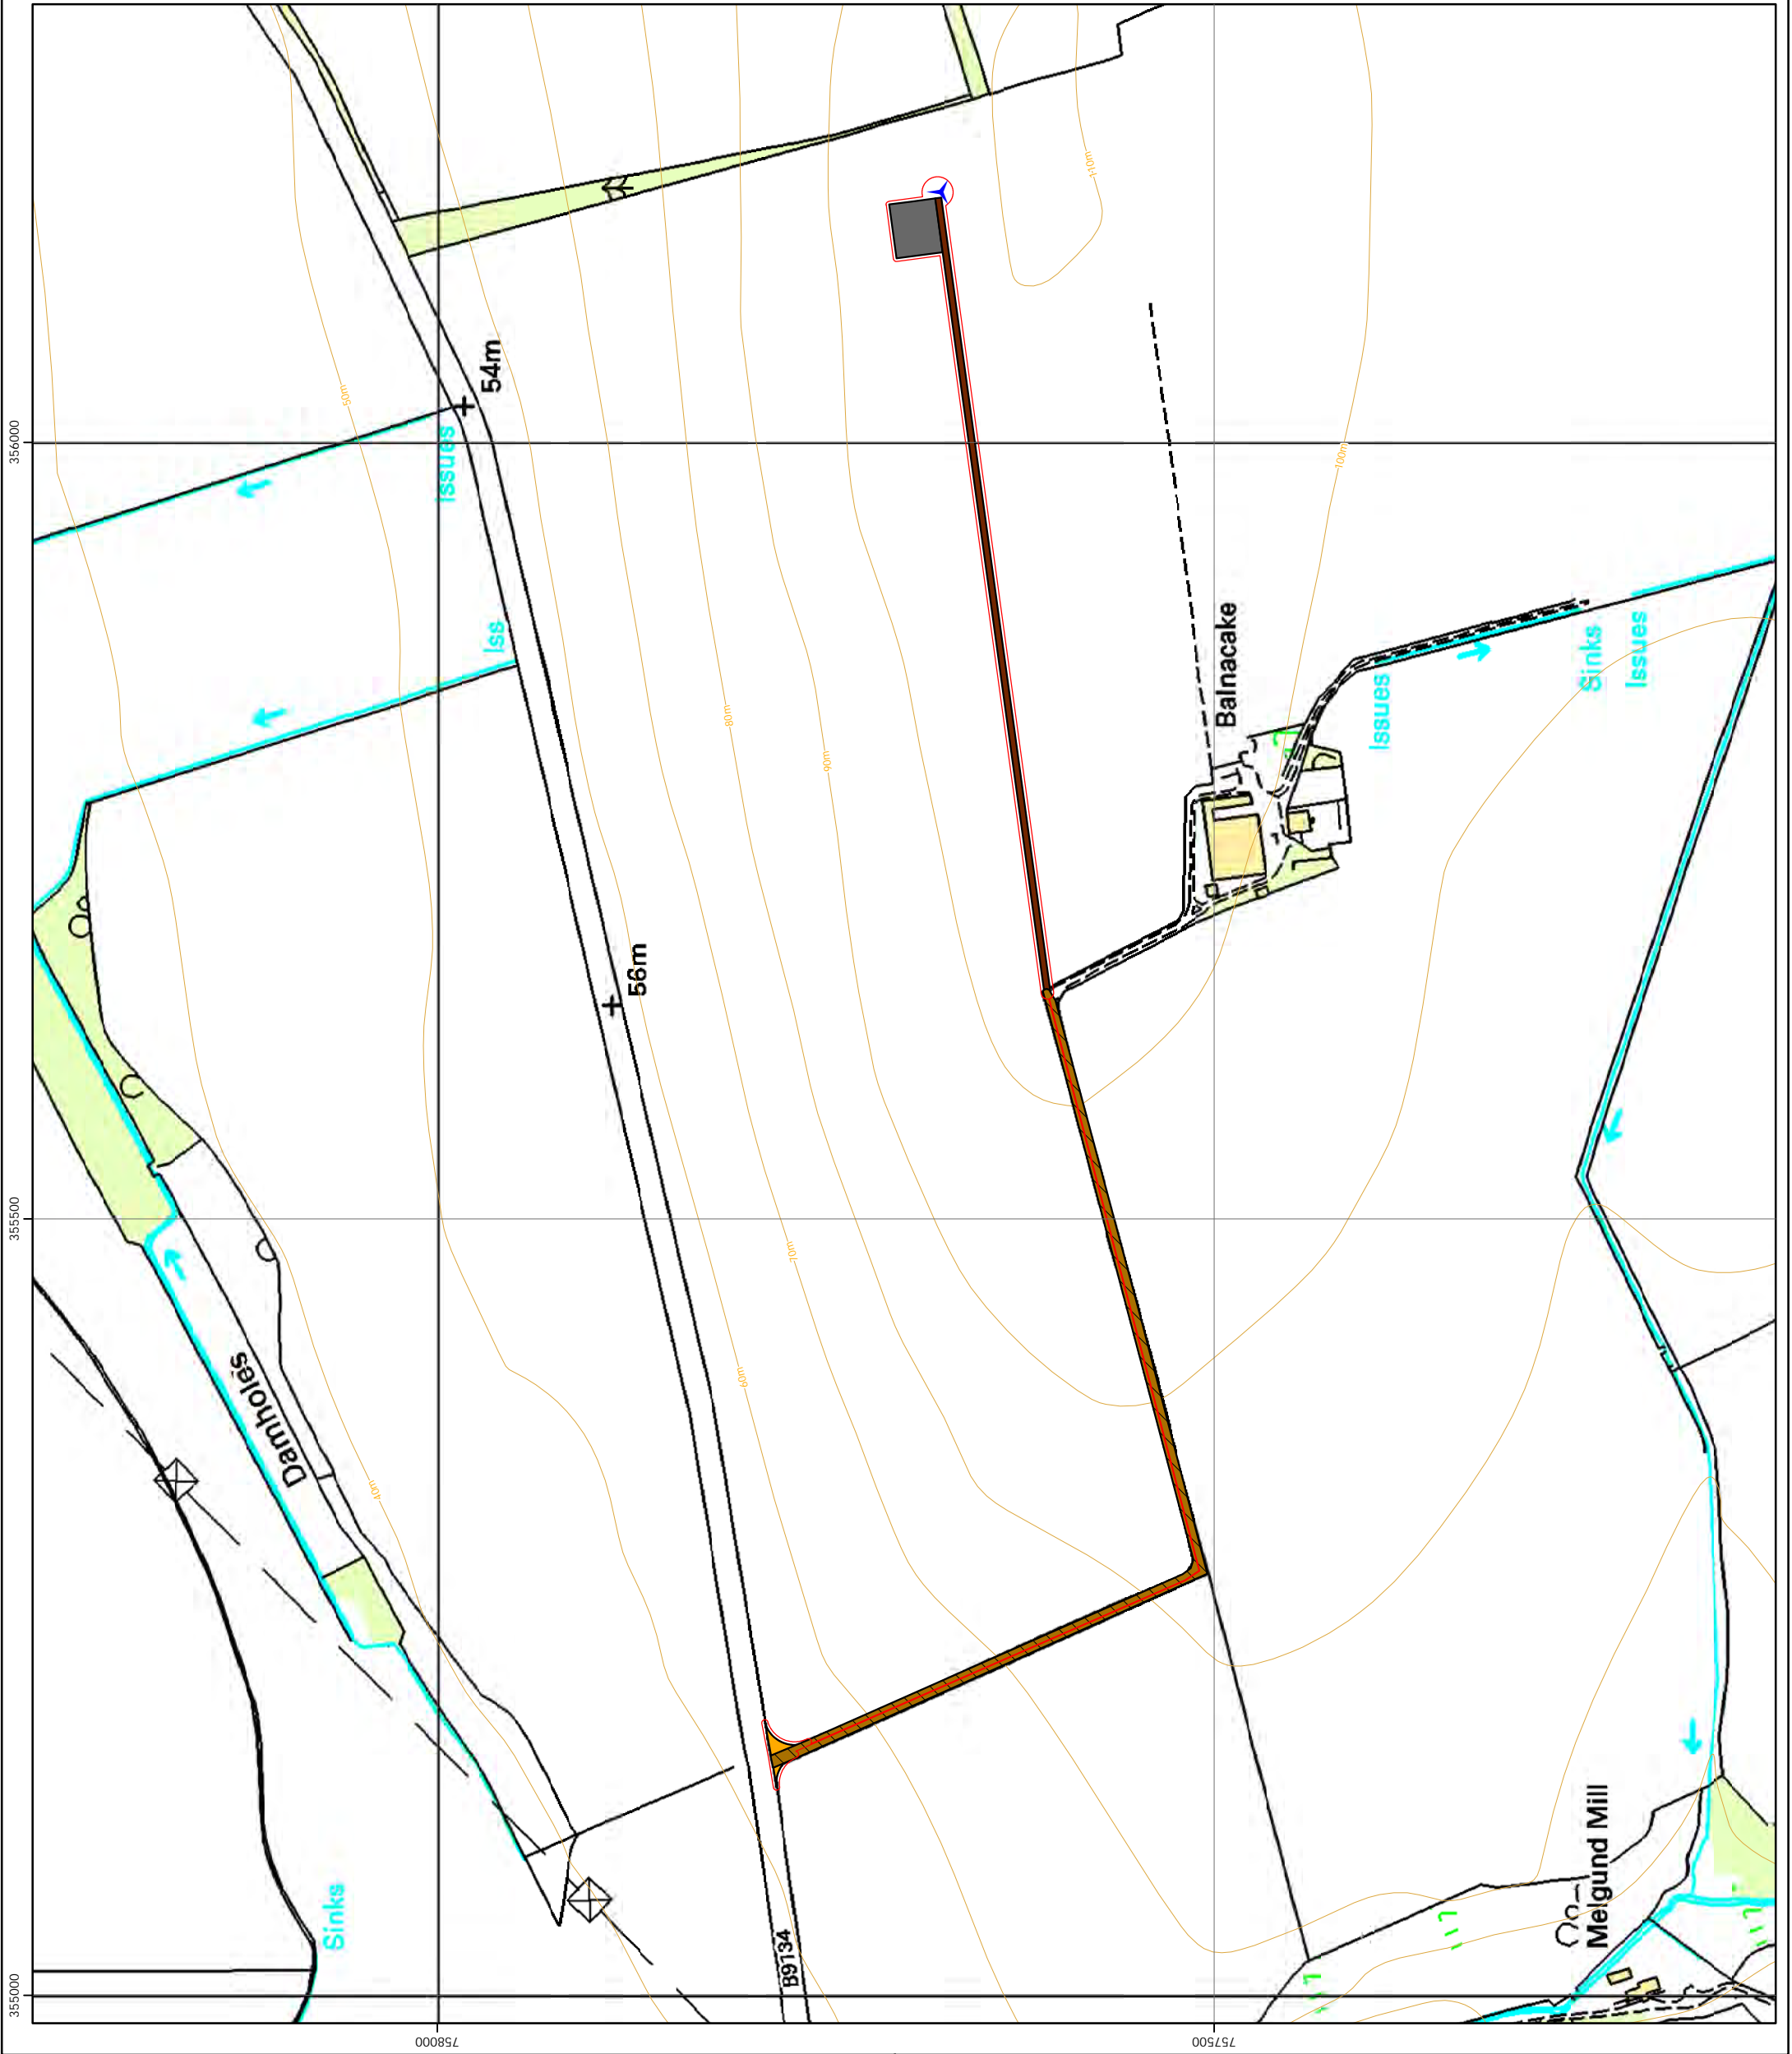 110m
54m
50m
356000
Issues
100m
Iss
Balnacake
Sinks
Issues
Issues
80m
90m
56m
355500
70m
Damholes
60m
40m
Melgund Mill
Sinks
B9134
355000
758000
757500